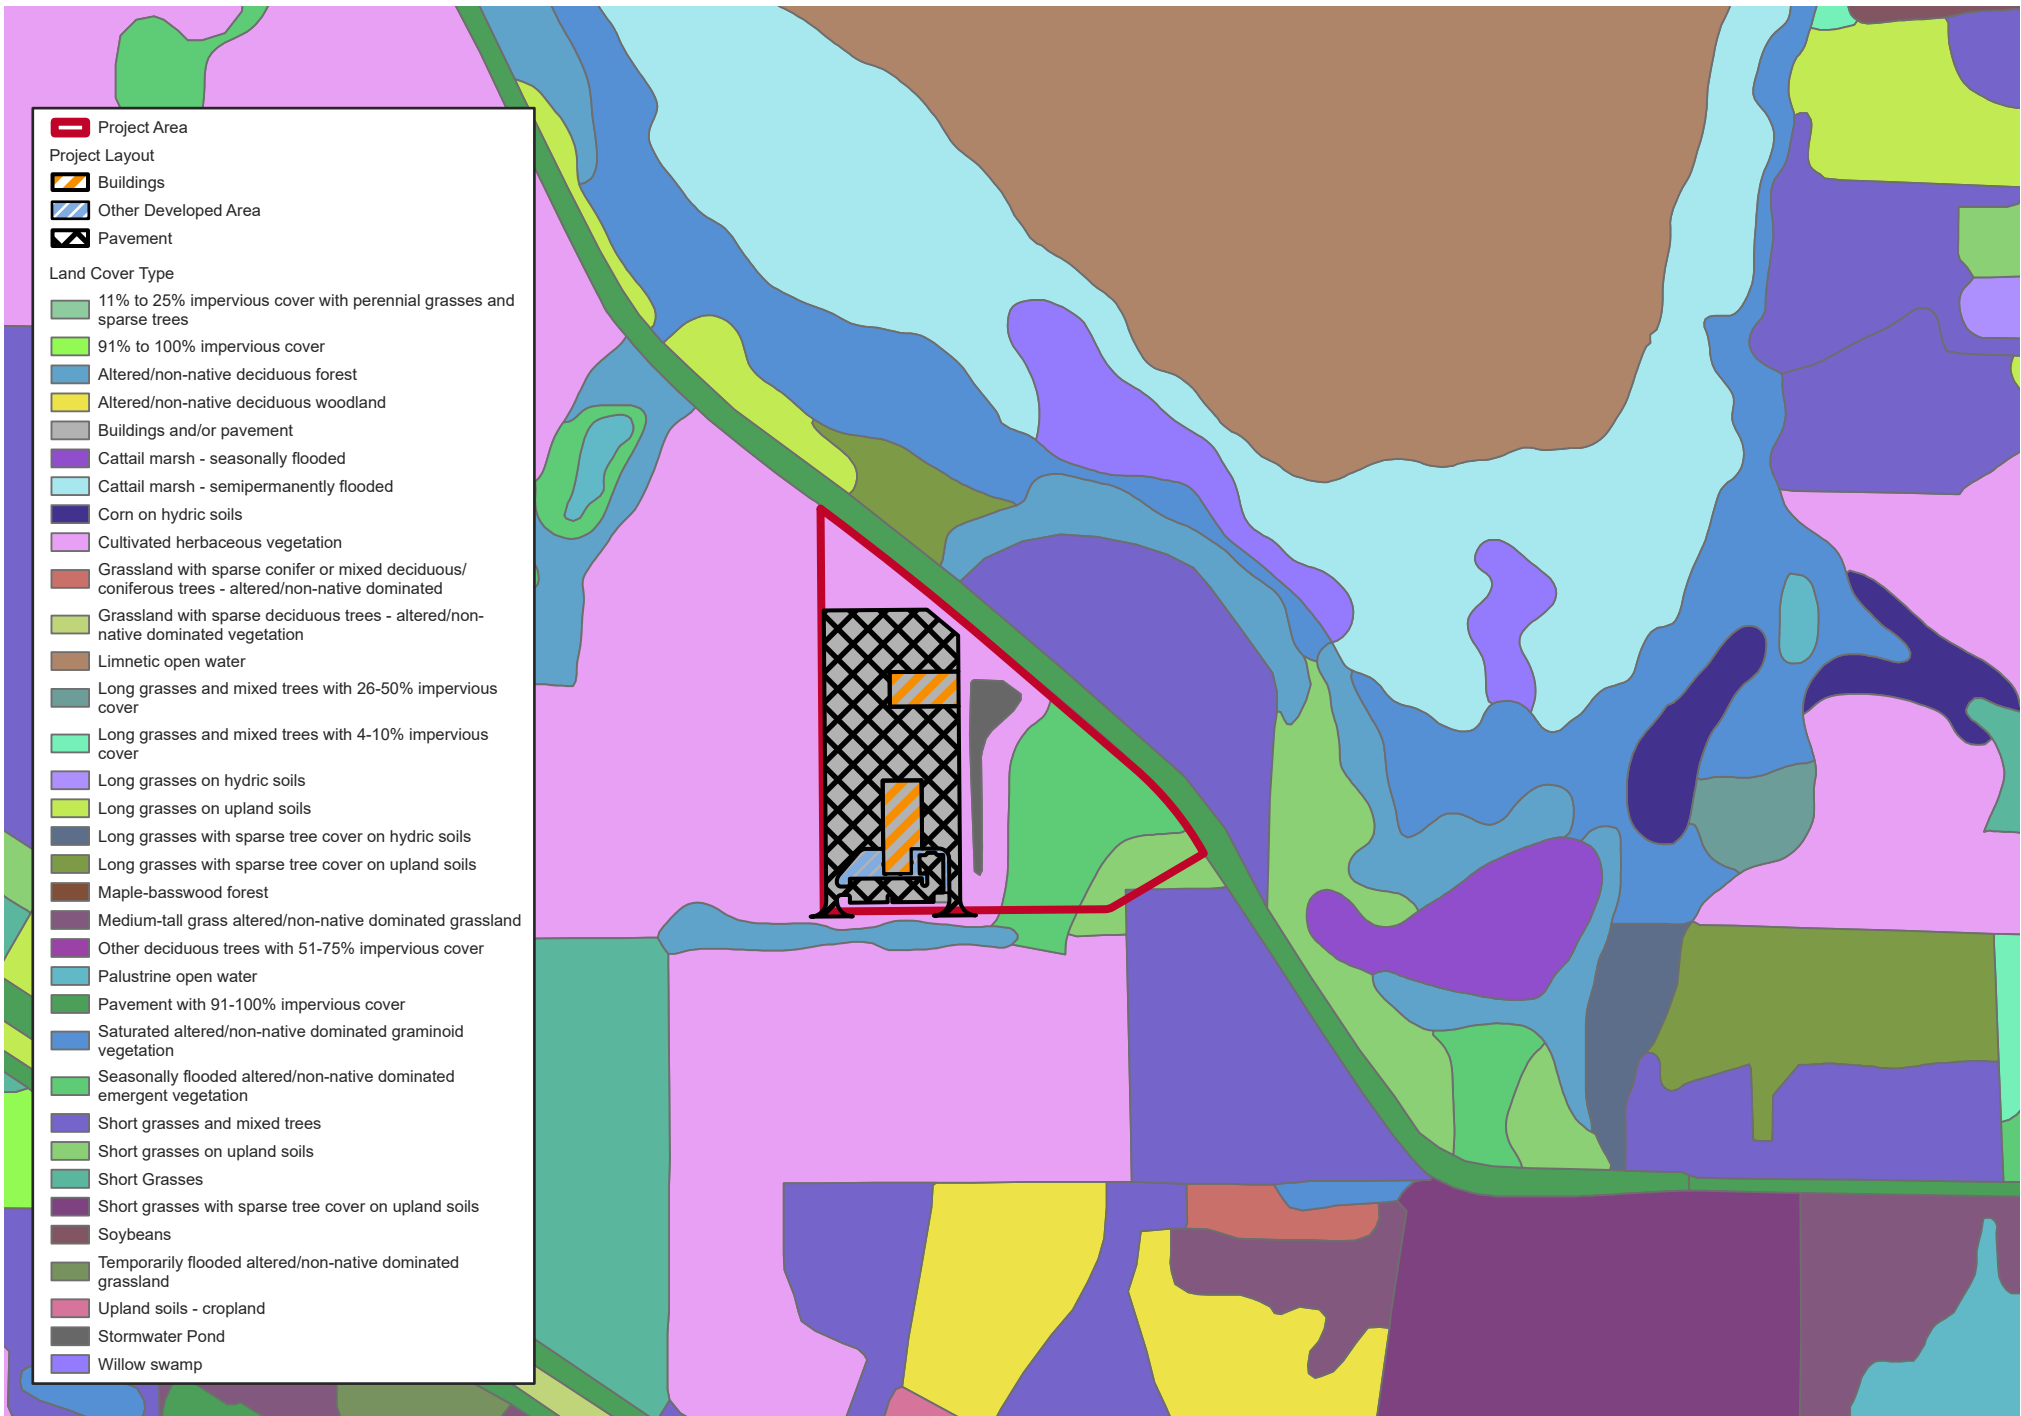 Project Area
Project Layout
Buildings
Other Developed Area
Pavement
Land Cover Type
11% to 25% impervious cover with perennial grasses and
sparse trees
91% to 100% impervious cover
Altered/non-native deciduous forest
Altered/non-native deciduous woodland
Buildings and/or pavement
Cattail marsh - seasonally flooded
Cattail marsh - semipermanently flooded
Corn on hydric soils
Cultivated herbaceous vegetation
Grassland with sparse conifer or mixed deciduous/
coniferous trees - altered/non-native dominated
Grassland with sparse deciduous trees - altered/non-
native dominated vegetation
Limnetic open water
Long grasses and mixed trees with 26-50% impervious
cover
Long grasses and mixed trees with 4-10% impervious
cover
Long grasses on hydric soils
Long grasses on upland soils
Long grasses with sparse tree cover on hydric soils
Long grasses with sparse tree cover on upland soils
Maple-basswood forest
Medium-tall grass altered/non-native dominated grassland
Other deciduous trees with 51-75% impervious cover
Palustrine open water
Pavement with 91-100% impervious cover
Saturated altered/non-native dominated graminoid
vegetation
Seasonally flooded altered/non-native dominated
emergent vegetation
Short grasses and mixed trees
Short grasses on upland soils
Short Grasses
Short grasses with sparse tree cover on upland soils
Soybeans
Temporarily flooded altered/non-native dominated
grassland
Upland soils - cropland
Stormwater Pond
Willow swamp